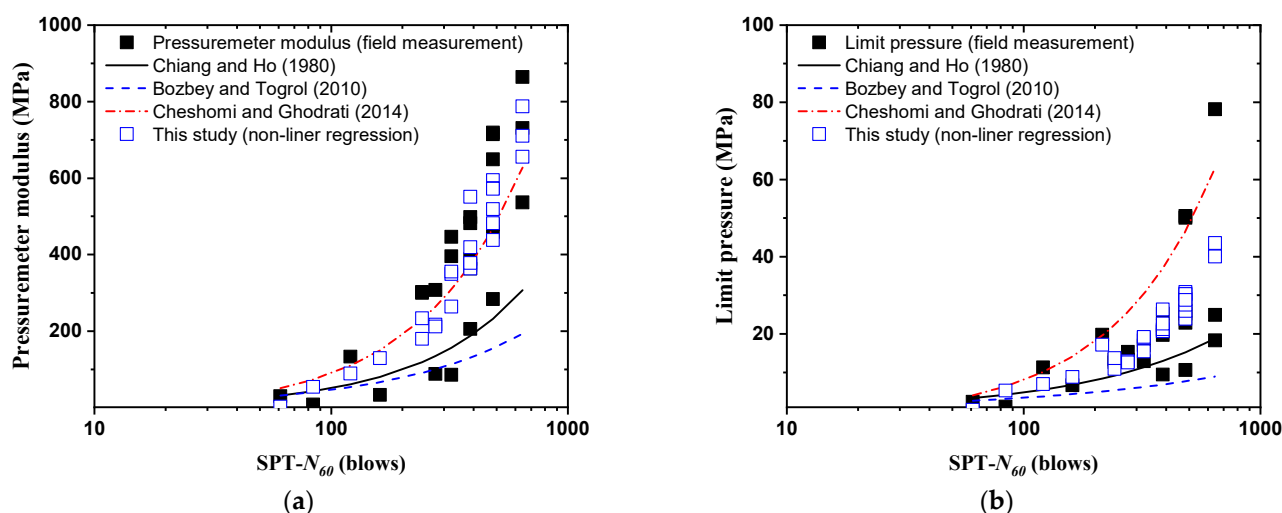 1000
800
600
400
200
Pressuremeter modulus (MPa)
Pressuremeter modulus (field measurement)
Chiang and Ho (1980)
Bozbey and Togrol (2010)
Cheshomi and Ghodrati (2014)
This study (non-liner regression)
10 100 1000
SPT-N60 (blows)
(a)
100
80
60
40
20
Limit pressure (MPa)
Limit pressure (field measurement)
Chiang and Ho (1980)
Bozbey and Togrol (2010)
Cheshomi and Ghodrati (2014)
This study (non-liner regression)
10 100 1000
SPT-N60 (blows)
(b)